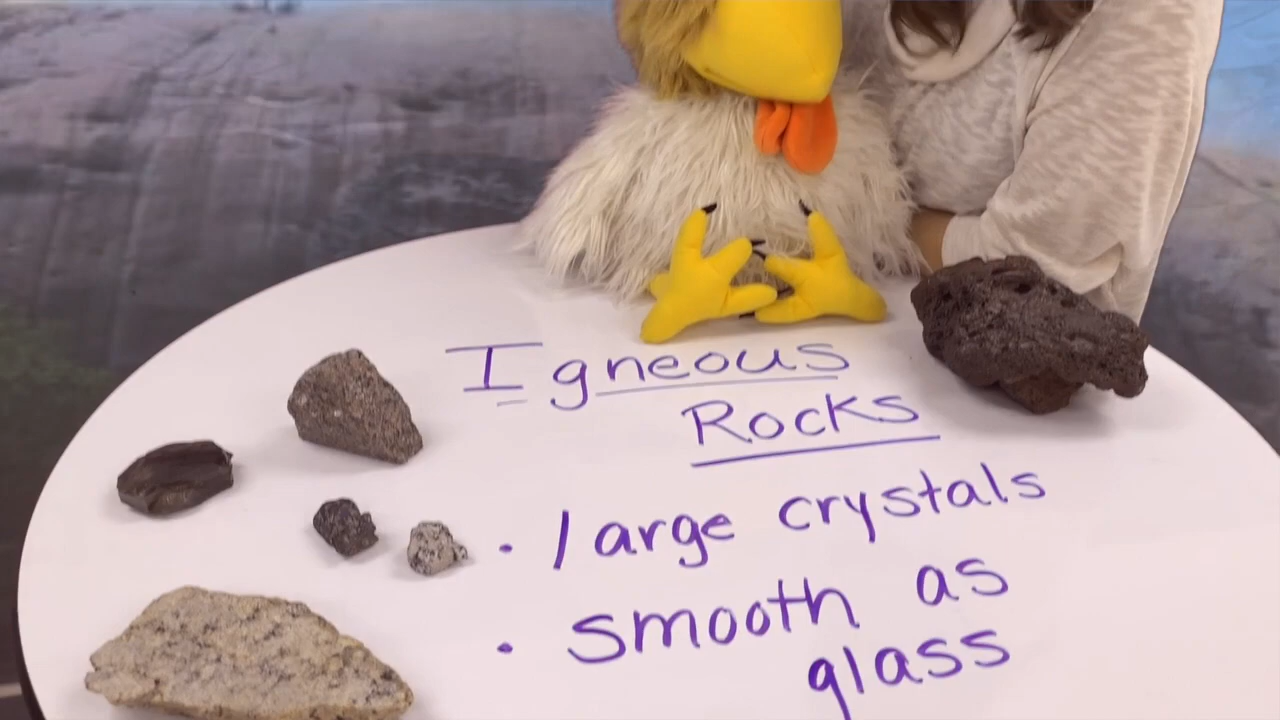 Igneous
Rocks
• large crystals
• smooth as
glass